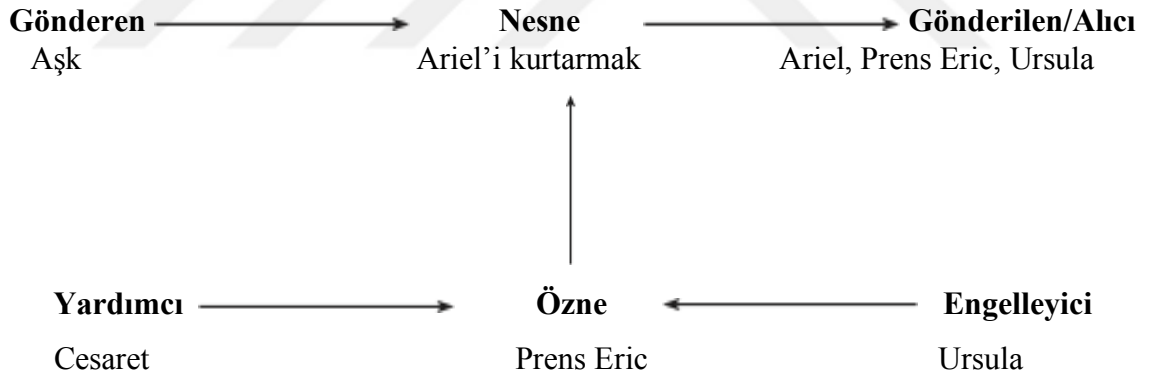 Gönderen Nesne Gönderilen/Alıcı
Aşk Ariel’i kurtarmak Ariel, Prens Eric, Ursula
Yardımcı Özne Engelleyici
Cesaret Prens Eric Ursula